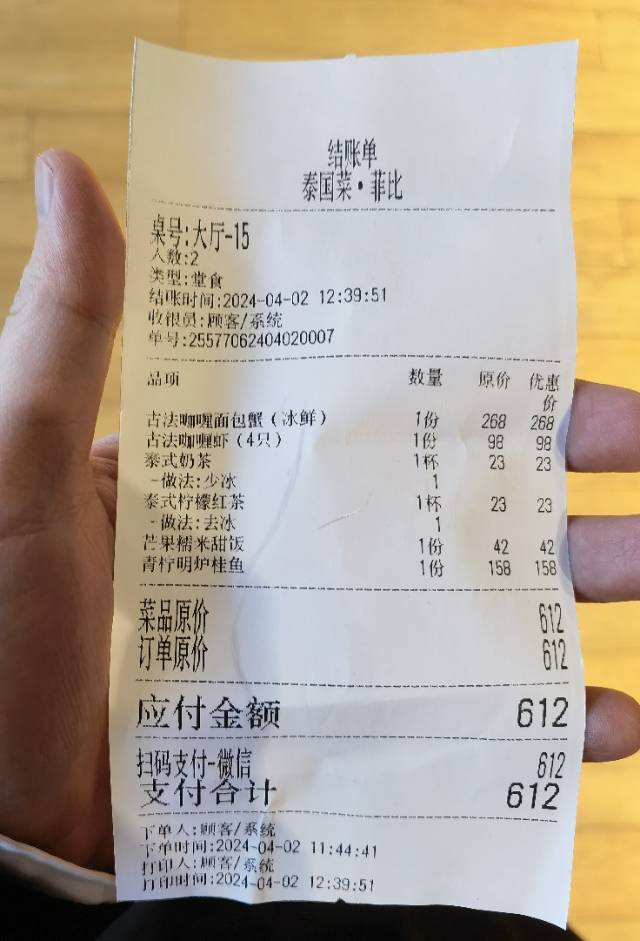 结账单
泰国菜·菲比
桌号:大厅-15
人数:2
类型:堂食
结账时间:2024-04-02 12:39:51
收银员:顾客/系统
单号:25577062404020007
品项 数量 原价 优惠价
古法咖喱面包蟹(冰鲜) 1份 268 268
古法咖喱虾(4只) 1份 98 98
泰式奶茶 1杯 23 23
-做法:少冰 1
泰式柠檬红茶 1杯 23 23
-做法:去冰 1
芒果糯米甜饭 1份 42 42
青柠明炉桂鱼 1份 158 158
菜品原价 612
订单原价 612
应付金额 612
扫码支付-微信 612
支付合计 612
下单人:顾客/系统
下单时间:2024-04-02 11:44:41
打印人:顾客/系统
打印时间:2024-04-02 12:39:51